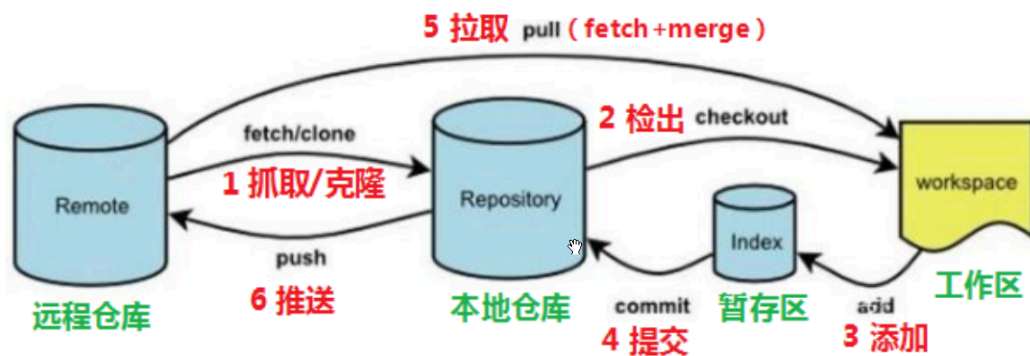 5 拉取 pull（fetch+merge）
fetch/clone
2 检出 checkout
1 抓取/克隆
Remote
Repository
workspace
Index
push
6 推送
远程仓库
本地仓库
commit
4 提交
暂存区
add
3 添加
工作区